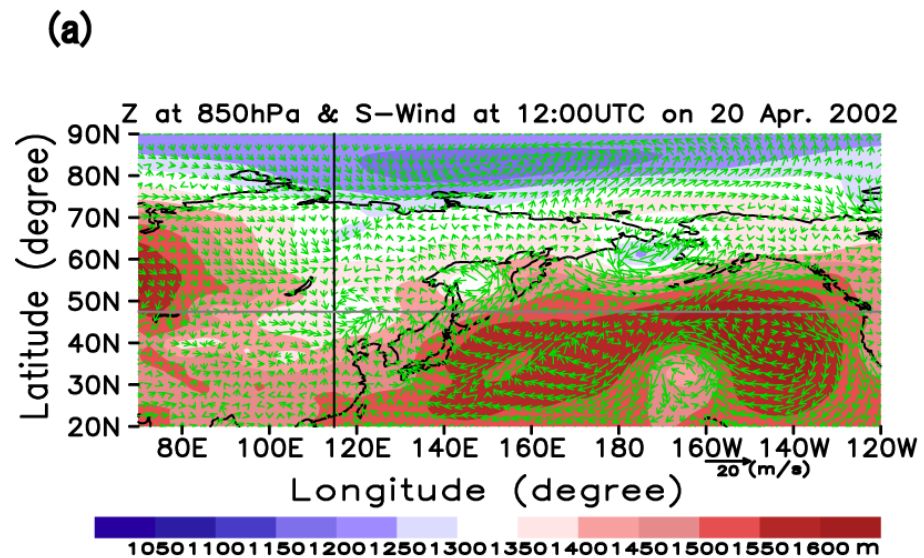 (a)
Z at 850hPa & S-Wind at 12:00UTC on 20 Apr. 2002
Latitude (degree)
90N
80N
70N
60N
50N
40N
30N
20N
80E 100E 120E 140E 160E 180 160W 140W 120W
20 (m/s)
Longitude (degree)
1050 1100 1150 1200 1250 1300 1350 1400 1450 1500 1550 1600 m